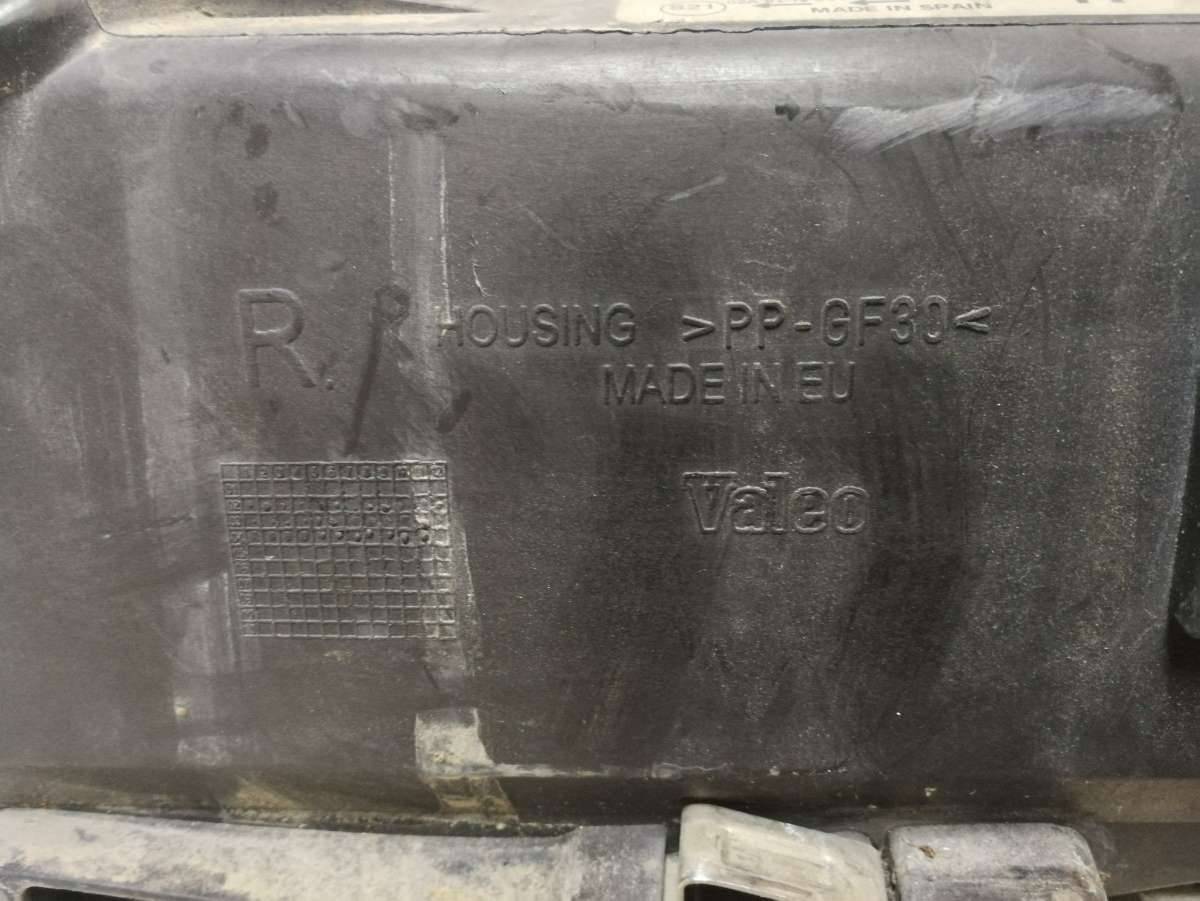 MADE IN SPAIN
R.
HOUSING >PP-GF30<
MADE IN EU
Valeo